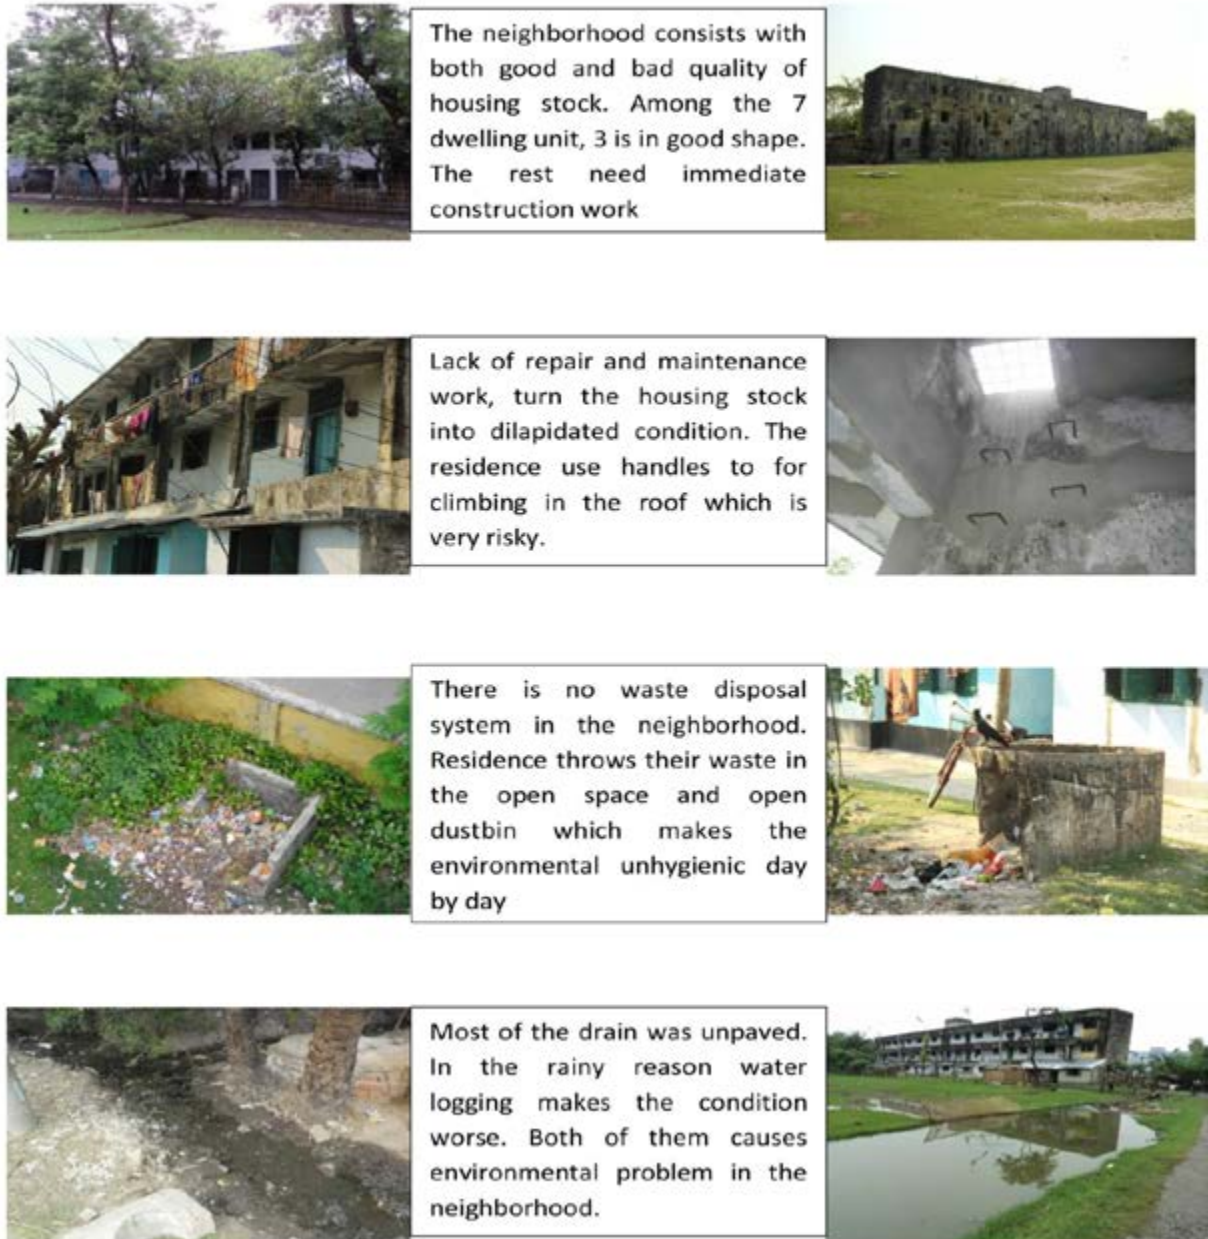 The neighborhood consists with
both good and bad quality of
housing stock. Among the 7
dwelling unit, 3 is in good shape.
The rest need immediate
construction work
Lack of repair and maintenance
work, turn the housing stock
into dilapidated condition. The
residence use handles to for
climbing in the roof which is
very risky.
There is no waste disposal
system in the neighborhood.
Residence throws their waste in
the open space and open
dustbin which makes the
environmental unhygienic day
by day
Most of the drain was unpaved.
In the rainy reason water
logging makes the condition
worse. Both of them causes
environmental problem in the
neighborhood.